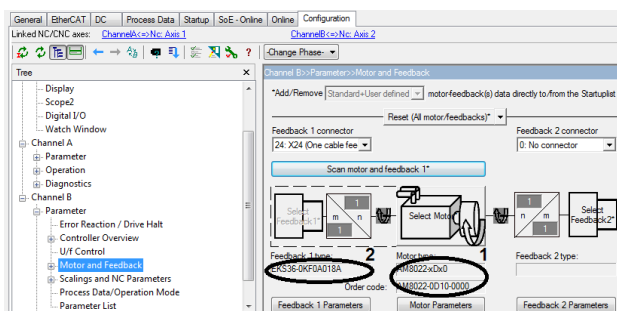 General EtherCAT DC Process Data Startup SoE - Online Online Configuration
Linked NC/CNC axis: ChannelA<=>Nc: Axis 1 ChannelB<=>Nc: Axis 2
-Change Phase-
Tree x
Channel B>>Parameter>>Motor and Feedback
Display
Scope2
Digital I/O
Watch Window
Channel A
Parameter
Operation
Diagnostics
Channel B
Parameter
Error Reaction / Drive Halt
Controller Overview
U/f Control
Motor and Feedback
Scalings and NC Parameters
Process Data/Operation Mode
Parameter List
*Add/Remove Standard+User defined motor-feedback(s) data directly to/from the Startuplist
Reset (All motor/feedbacks)*
Feedback 1 connector
24: X24 (One cable fee
Feedback 2 connector
0: No connector
Scan motor and feedback 1*
Select Feedback1* m n 1 1
Select Motor
1 1 n m
Select Feedback2*
2 1
Feedback 1 type: Motor type: Feedback 2 type:
EKS36-0KF0A018A AM8022-xDx0
Order code: AM8022-0D10-0000
Feedback 1 Parameters Motor Parameters Feedback 2 Parameters